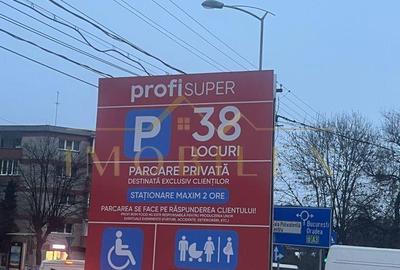 profi SUPER
P 38
LOCURI
PARCARE PRIVATĂ
DESTINATĂ EXCLUSIV CLIENȚILOR
STAȚIONARE MAXIM 2 ORE
PARCAREA SE FACE PE RĂSPUNDEREA CLIENTULUI!
București
Oradea